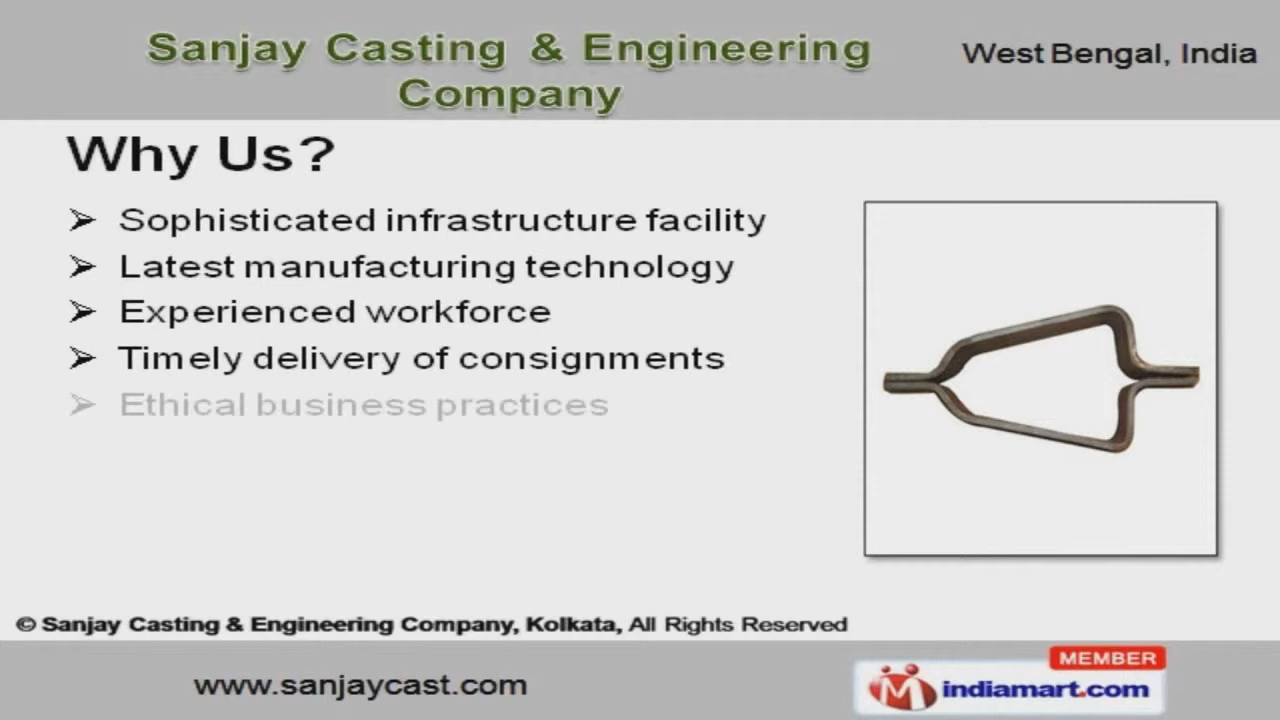 Sanjay Casting & Engineering
Company
West Bengal, India
Why Us?
➢ Sophisticated infrastructure facility
➢ Latest manufacturing technology
➢ Experienced workforce
➢ Timely delivery of consignments
➢ Ethical business practices
© Sanjay Casting & Engineering Company, Kolkata, All Rights Reserved
www.sanjaycast.com
MEMBER
indiamart.com